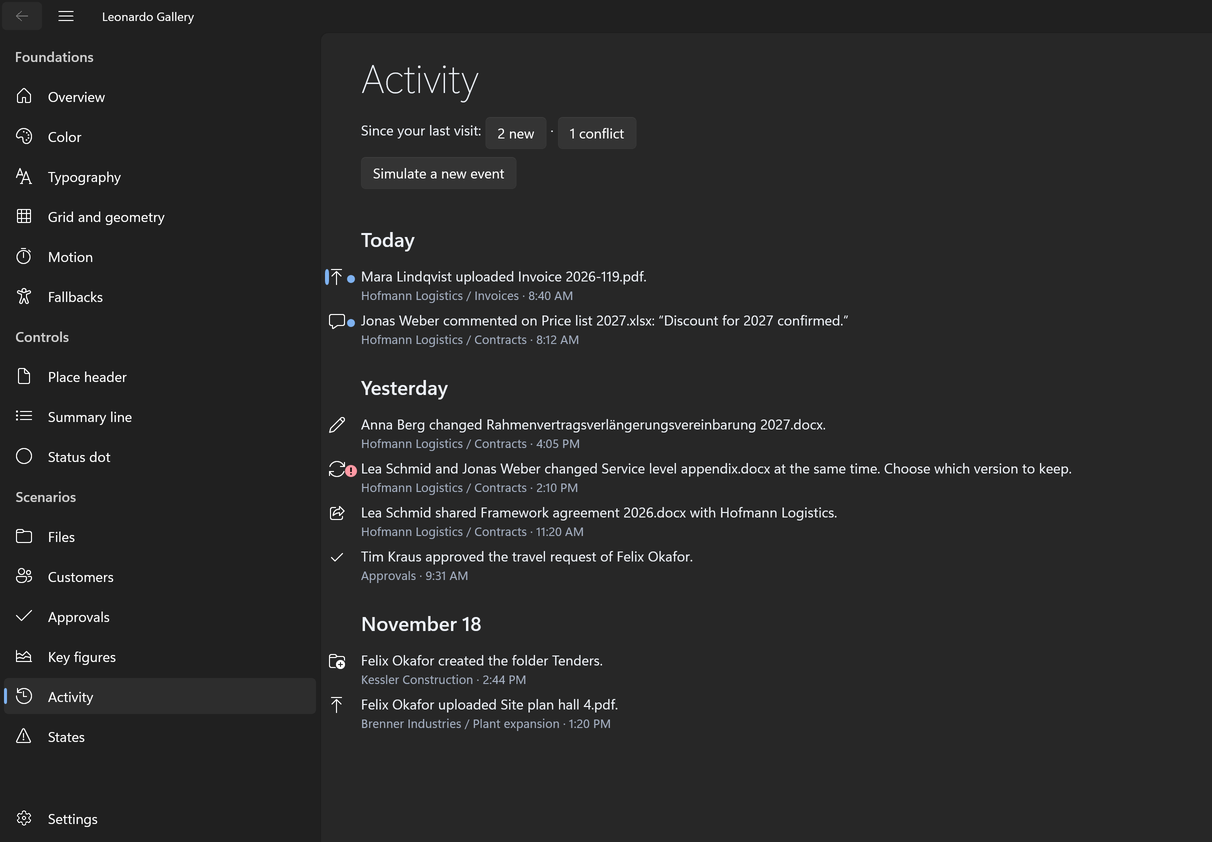 Leonardo Gallery
Foundations
Overview
Color
Typography
Grid and geometry
Motion
Fallbacks
Controls
Place header
Summary line
Status dot
Scenarios
Files
Customers
Approvals
Key figures
Activity
States
Settings
Activity
Since your last visit: 2 new · 1 conflict
Simulate a new event
Today
Mara Lindqvist uploaded Invoice 2026-119.pdf.
Hofmann Logistics / Invoices · 8:40 AM
Jonas Weber commented on Price list 2027.xlsx: “Discount for 2027 confirmed.”
Hofmann Logistics / Contracts · 8:12 AM
Yesterday
Anna Berg changed Rahmenvertragsverlängerungsvereinbarung 2027.docx.
Hofmann Logistics / Contracts · 4:05 PM
Lea Schmid and Jonas Weber changed Service level appendix.docx at the same time. Choose which version to keep.
Hofmann Logistics / Contracts · 2:10 PM
Lea Schmid shared Framework agreement 2026.docx with Hofmann Logistics.
Hofmann Logistics / Contracts · 11:20 AM
Tim Kraus approved the travel request of Felix Okafor.
Approvals · 9:31 AM
November 18
Felix Okafor created the folder Tenders.
Kessler Construction · 2:44 PM
Felix Okafor uploaded Site plan hall 4.pdf.
Brenner Industries / Plant expansion · 1:20 PM